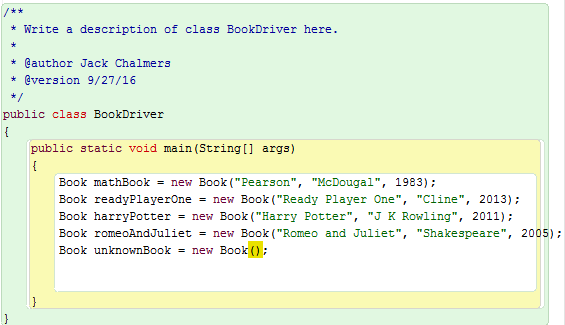 /**
 * Write a description of class BookDriver here.
 *
 * @author Jack Chalmers
 * @version 9/27/16
 */
public class BookDriver
{
public static void main(String[] args)
{
Book mathBook = new Book("Pearson", "McDougal", 1983);
Book readyPlayerOne = new Book("Ready Player One", "Cline", 2013);
Book harryPotter = new Book("Harry Potter", "J K Rowling", 2011);
Book romeoAndJuliet = new Book("Romeo and Juliet", "Shakespeare", 2005);
Book unknownBook = new Book();
}
}